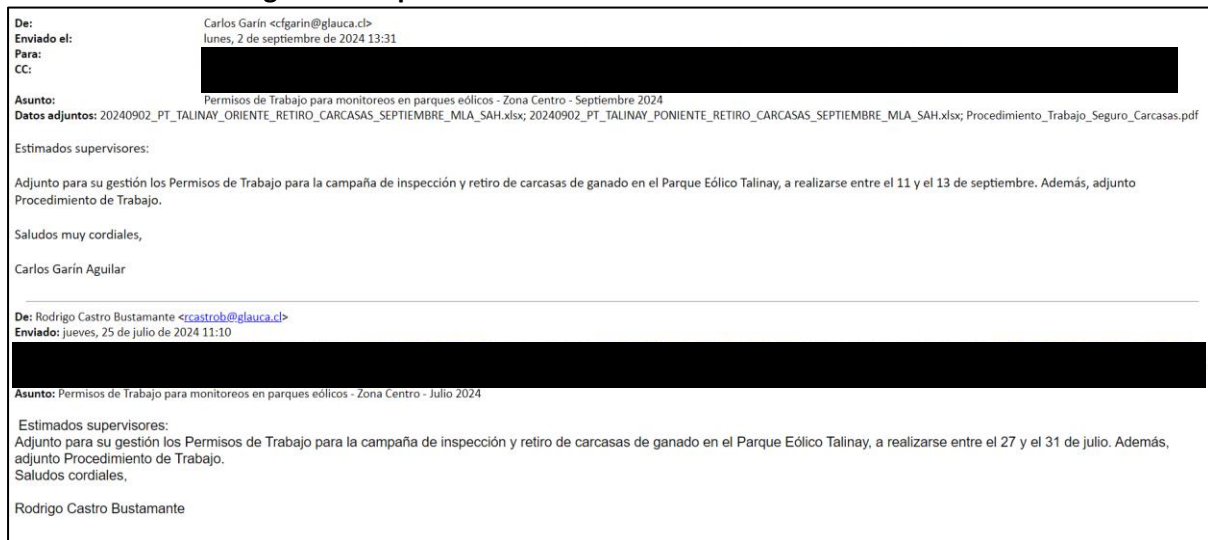 De: Carlos Garín <cfgarin@glauca.cl>
Enviado el: lunes, 2 de septiembre de 2024 13:31
Para:
CC:
Asunto: Permisos de Trabajo para monitoreos en parques eólicos - Zona Centro - Septiembre 2024
Datos adjuntos: 20240902_PT_TALINAY_ORIENTE_RETIRO_CARCASAS_SEPTIEMBRE_MLA_SAH.xlsx; 20240902_PT_TALINAY_PONIENTE_RETIRO_CARCASAS_SEPTIEMBRE_MLA_SAH.xlsx; Procedimiento_Trabajo_Seguro_Carcasas.pdf
Estimados supervisores:
Adjunto para su gestión los Permisos de Trabajo para la campaña de inspección y retiro de carcasas de ganado en el Parque Eólico Talinay, a realizarse entre el 11 y el 13 de septiembre. Además, adjunto
Procedimiento de Trabajo.
Saludos muy cordiales,
Carlos Garín Aguilar
De: Rodrigo Castro Bustamante <rcastrob@glauca.cl>
Enviado: jueves, 25 de julio de 2024 11:10
Asunto: Permisos de Trabajo para monitoreos en parques eólicos - Zona Centro - Julio 2024
Estimados supervisores:
Adjunto para su gestión los Permisos de Trabajo para la campaña de inspección y retiro de carcasas de ganado en el Parque Eólico Talinay, a realizarse entre el 27 y el 31 de julio. Además,
adjunto Procedimiento de Trabajo.
Saludos cordiales,
Rodrigo Castro Bustamante